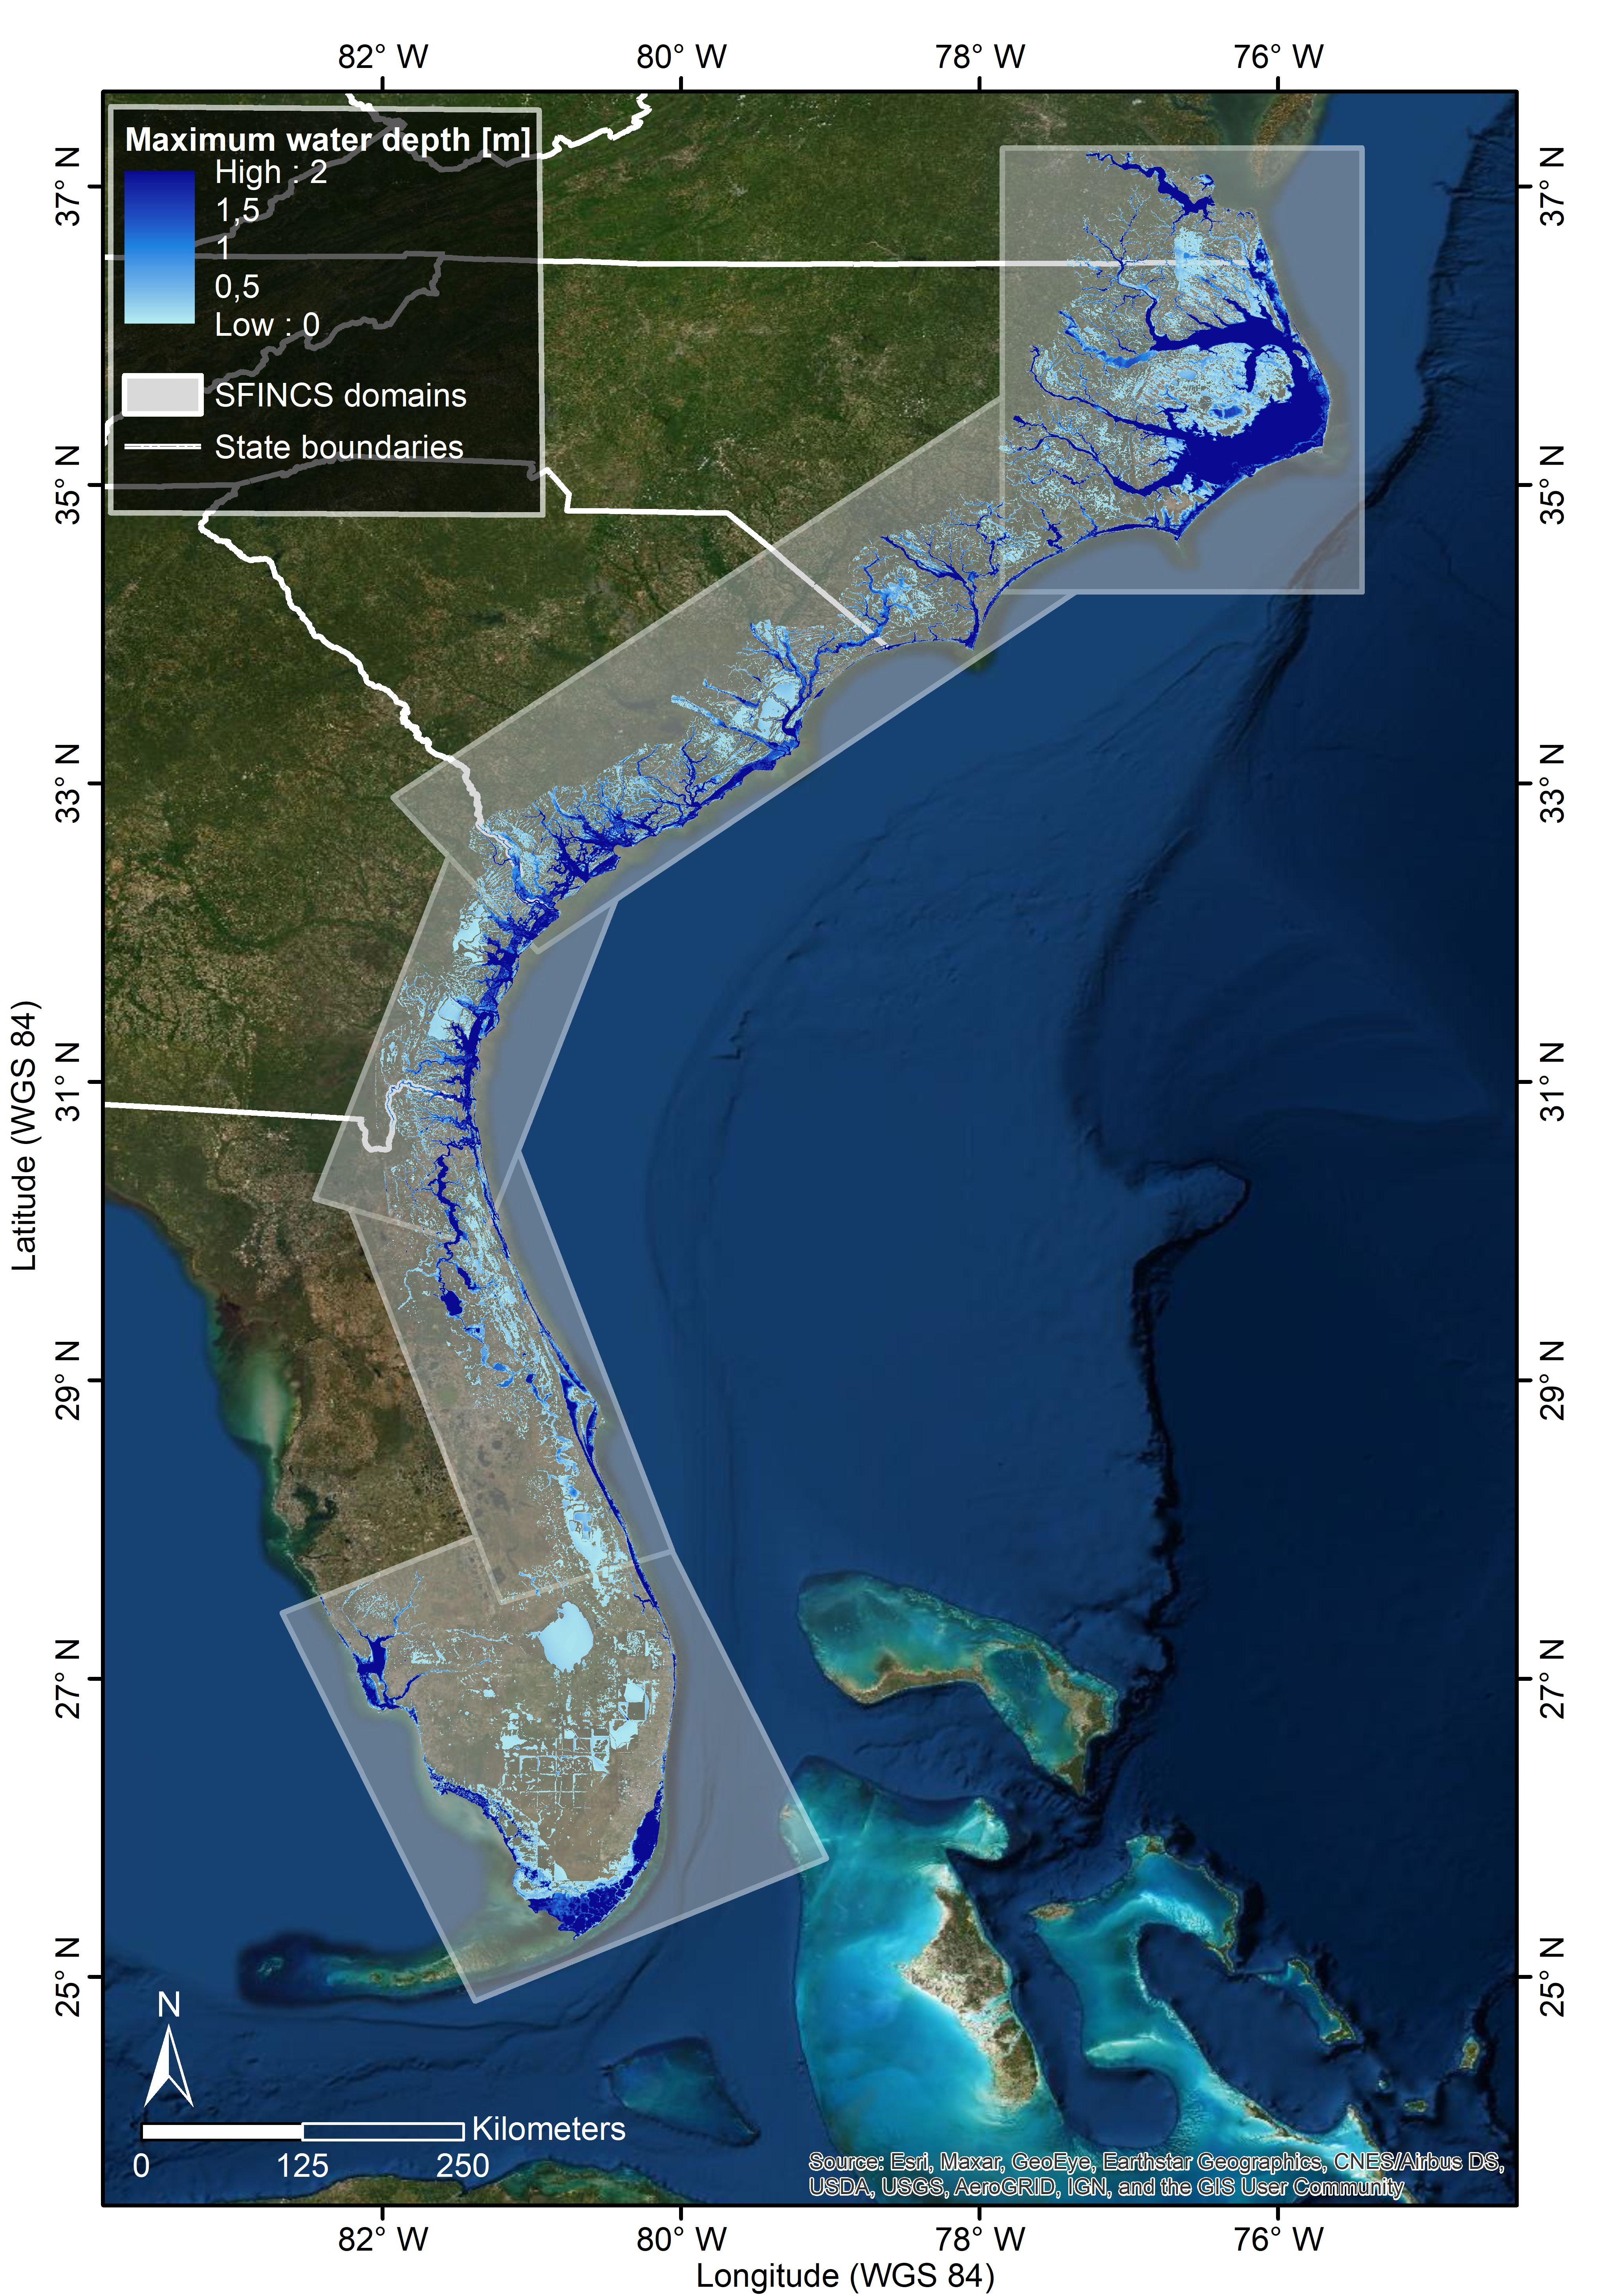 82° W 80° W 78° W 76° W
Maximum water depth [m]
High : 2
1,5
1
0,5
Low : 0
SFINCS domains
State boundaries
37° N 37° N
35° N 35° N
33° N 33° N
31° N 31° N
29° N 29° N
27° N 27° N
25° N 25° N
Latitude (WGS 84)
N
Kilometers
0 125 250
Source: Esri, Maxar, GeoEye, Earthstar Geographics, CNES/Airbus DS,
USDA, USGS, AeroGRID, IGN, and the GIS User Community
82° W 80° W 78° W 76° W
Longitude (WGS 84)